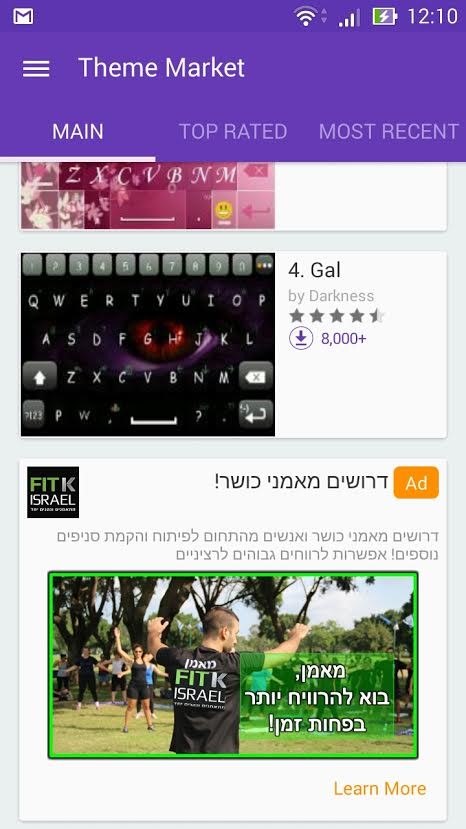 12:10
Theme Market
MAIN TOP RATED MOST RECENT
Z X C V B N M
4. Gal
by Darkness
8,000+
1 2 3 4 5 6 7 8 9 0
Q W E R T Y U I O P
A S D F G H J K L
Z X C V B N M
?123 P W . ? .
FITK
ISRAEL
דרושים מאמני כושר!
Ad
דרושים מאמני כושר ואנשים מהתחום לפיתוח והקמת סניפים
נוספים! אפשרות לרווחים גבוהים לרציניים
מאמן
FITK
ISRAEL
מאמן,
בוא להרוויח יותר
בפחות זמן!
Learn More